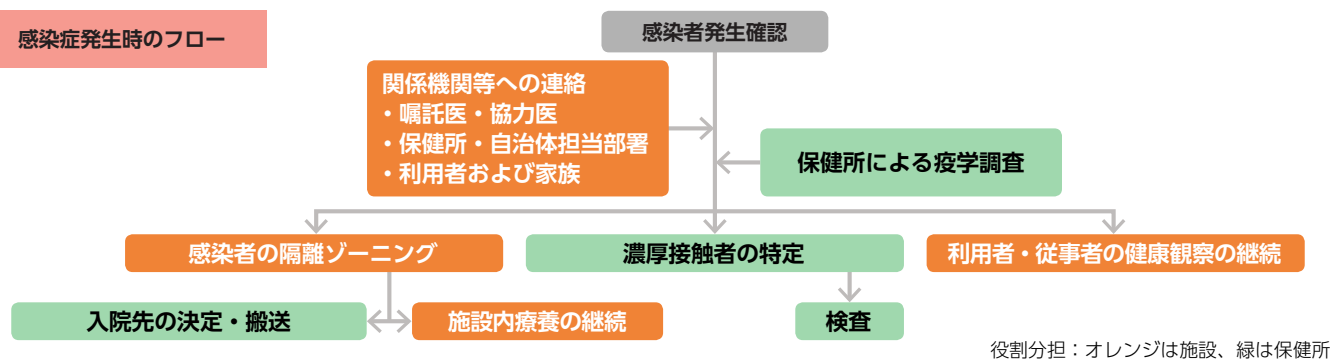 感染症発生時のフロー
感染者発生確認
関係機関等への連絡
・嘱託医・協力医
・保健所・自治体担当部署
・利用者および家族
保健所による疫学調査
感染者の隔離ゾーニング
濃厚接触者の特定
利用者・従事者の健康観察の継続
入院先の決定・搬送
施設内療養の継続
検査
役割分担：オレンジは施設、緑は保健所